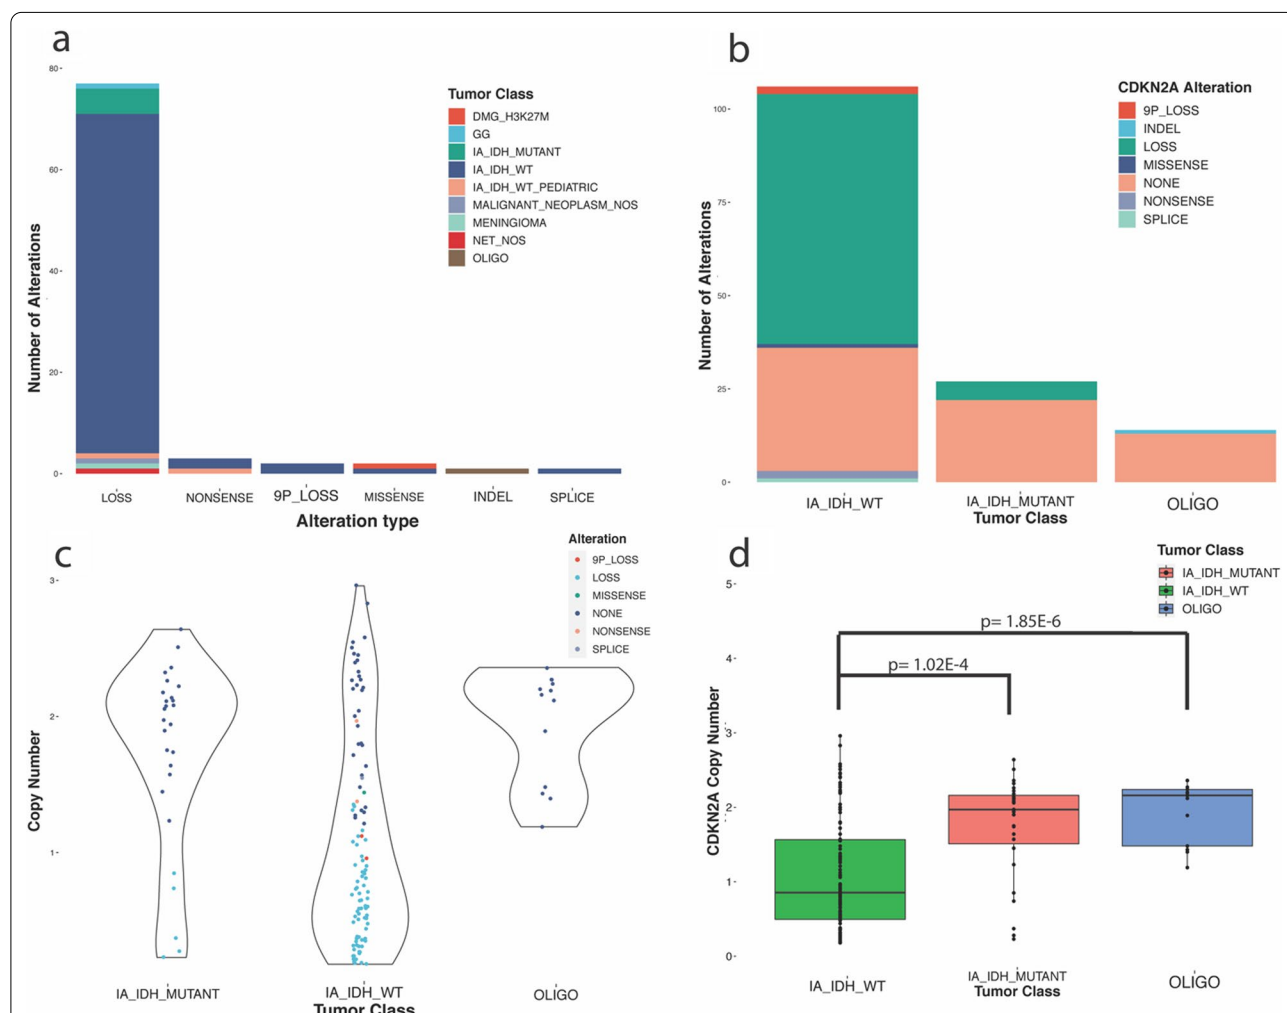 a
80
60
40
20
0
Number of Alterations
Tumor Class
DMG_H3K27M
GG
IA_IDH_MUTANT
IA_IDH_WT
IA_IDH_WT_PEDIATRIC
MALIGNANT_NEOPLASM_NOS
MENINGIOMA
NET_NOS
OLIGO
LOSS NONSENSE 9P_LOSS MISSENSE INDEL SPLICE
Alteration type
b
100
75
50
25
0
Number of Alterations
CDKN2A Alteration
9P_LOSS
INDEL
LOSS
MISSENSE
NONE
NONSENSE
SPLICE
IA_IDH_WT IA_IDH_MUTANT OLIGO
Tumor Class
c
3
2
1
Copy Number
Alteration
9P_LOSS
LOSS
MISSENSE
NONE
NONSENSE
SPLICE
IA_IDH_MUTANT IA_IDH_WT OLIGO
Tumor Class
d
5
4
3
2
1
0
CDKN2A Copy Number
Tumor Class
IA_IDH_MUTANT
IA_IDH_WT
OLIGO
p= 1.85E-6
p= 1.02E-4
IA_IDH_WT IA_IDH_MUTANT OLIGO
Tumor Class